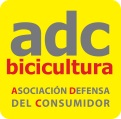 adc
bicicultura
ASOCIACIÓN DEFENSA
DEL CONSUMIDOR